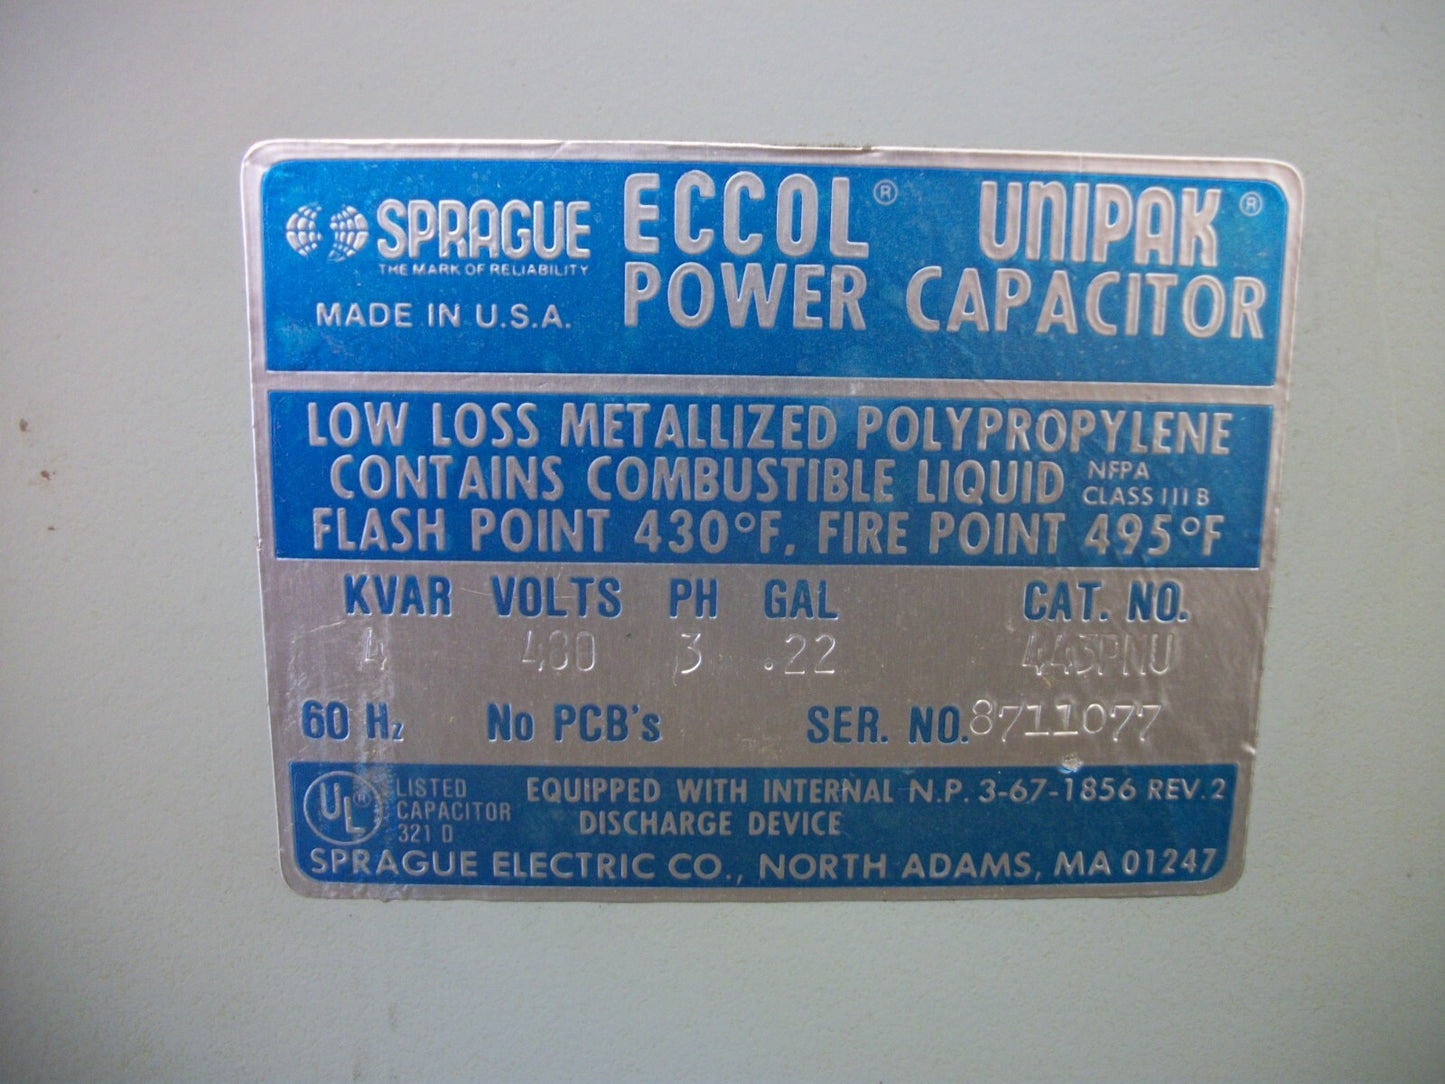 SPRAGUE
THE MARK OF RELIABILITY
MADE IN U.S.A.
ECCOL® UNIPAK®
POWER CAPACITOR
LOW LOSS METALLIZED POLYPROPYLENE
CONTAINS COMBUSTIBLE LIQUID NFPA CLASS III B
FLASH POINT 430°F, FIRE POINT 495°F
KVAR VOLTS PH GAL CAT. NO.
4 480 3 .22 443PNU
60 Hz No PCB's SER. NO. 8711077
UL® LISTED CAPACITOR 321 D
EQUIPPED WITH INTERNAL N.P. 3-67-1856 REV. 2
DISCHARGE DEVICE
SPRAGUE ELECTRIC CO., NORTH ADAMS, MA 01247